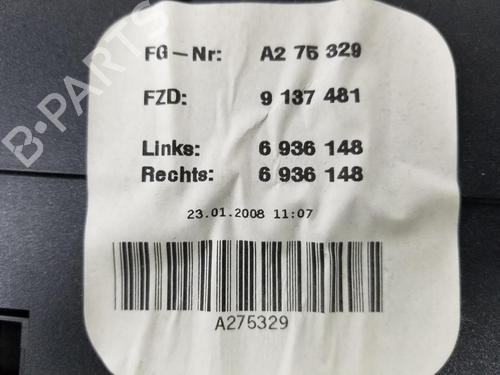 FG-Nr: A2 75 329
FZD: 9 137 481
Links: 6 936 148
Rechts: 6 936 148
23.01.2008 11:07
A275329
B-PARTS